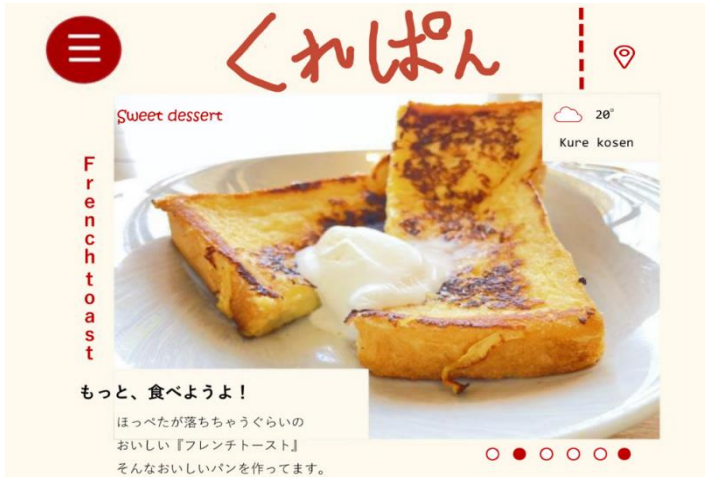 くれぱん
Sweet dessert
20°
Kure kosen
French toast
もっと、食べようよ！
ほっぺたが落ちちゃうぐらいの
おいしい『フレンチトースト』
そんなおいしいパンを作ってます。